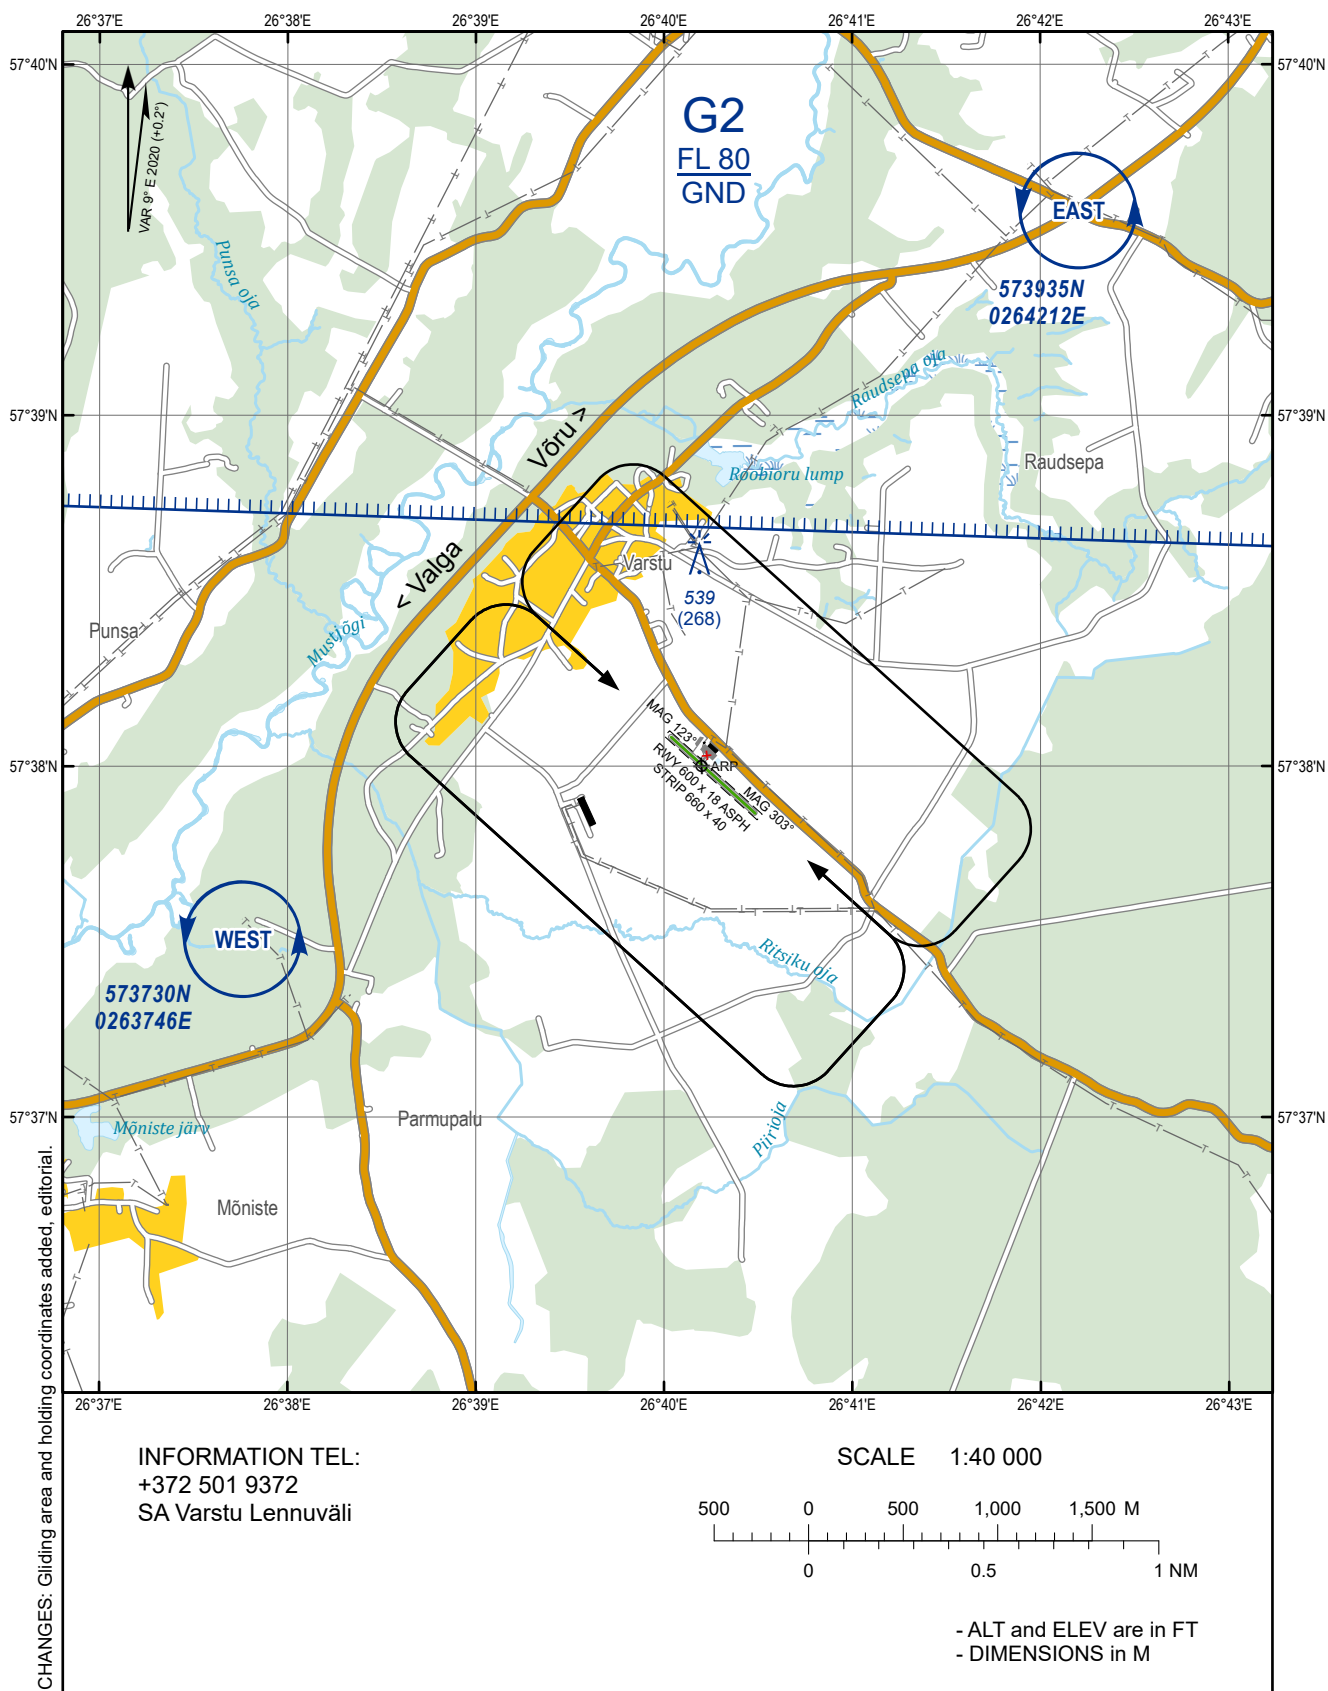 26°37'E 26°38'E 26°39'E 26°40'E 26°41'E 26°42'E 26°43'E
57°40'N 57°40'N
VAR 9° E 2020 (+0.2°)
G2
FL 80
GND
EAST
573935N
0264212E
Punsa oja
Raudsepa oja
57°39'N 57°39'N
Võru >
Rööbioru lump
Raudsepa
< Valga
Varstu
539
(268)
Punsa
Mustjõgi
MAG 123°
ARP
57°38'N 57°38'N
RWY 600 x 18 ASPH
STRIP 660 x 40
MAG 303°
WEST
573730N
0263746E
Ritsiku oja
57°37'N 57°37'N
Parmupalu
Mõniste järv
Piirioja
Mõniste
26°37'E 26°38'E 26°39'E 26°40'E 26°41'E 26°42'E 26°43'E
CHANGES: Gliding area and holding coordinates added, editorial.
INFORMATION TEL:
+372 501 9372
SA Varstu Lennuväli
SCALE 1:40 000
500 0 500 1,000 1,500 M
0 0.5 1 NM
- ALT and ELEV are in FT
- DIMENSIONS in M